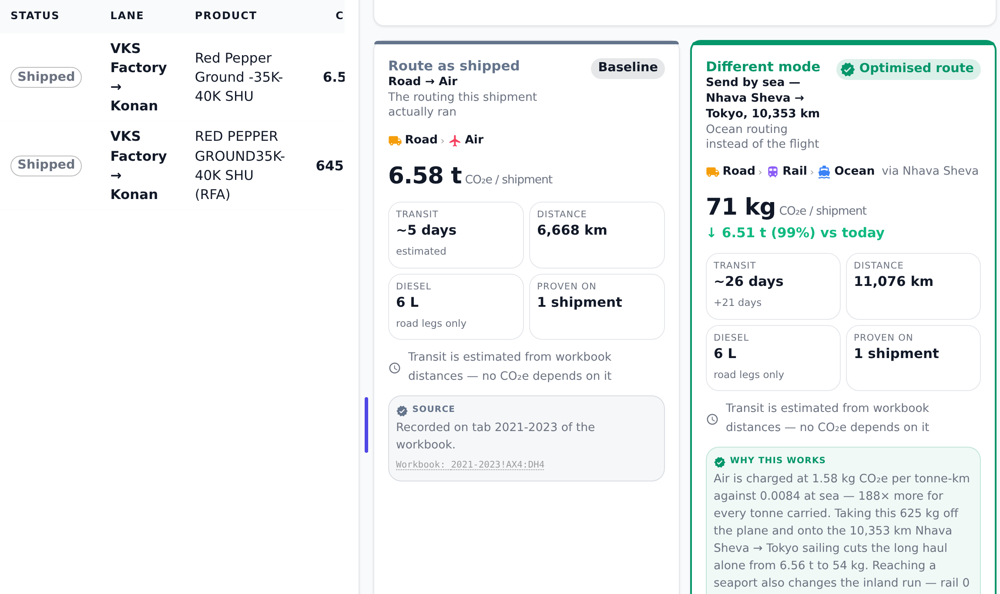 STATUS LANE PRODUCT C
Shipped
VKS
Factory
→
Konan
Red Pepper
Ground -35K-
40K SHU
6.5
Shipped
VKS
Factory
→
Konan
RED PEPPER
GROUND35K-
40K SHU
(RFA)
645
Route as shipped
Baseline
Road → Air
The routing this shipment
actually ran
Road › Air
6.58 t CO₂e / shipment
TRANSIT
~5 days
estimated
DISTANCE
6,668 km
DIESEL
6 L
road legs only
PROVEN ON
1 shipment
Transit is estimated from workbook
distances — no CO₂e depends on it
SOURCE
Recorded on tab 2021-2023 of the
workbook.
Workbook: 2021-2023!AX4:DH4
Different mode
Optimised route
Send by sea —
Nhava Sheva →
Tokyo, 10,353 km
Ocean routing
instead of the flight
Road › Rail › Ocean via Nhava Sheva
71 kg CO₂e / shipment
↓ 6.51 t (99%) vs today
TRANSIT
~26 days
+21 days
DISTANCE
11,076 km
DIESEL
6 L
road legs only
PROVEN ON
1 shipment
Transit is estimated from workbook
distances — no CO₂e depends on it
WHY THIS WORKS
Air is charged at 1.58 kg CO₂e per tonne-km
against 0.0084 at sea — 188× more for
every tonne carried. Taking this 625 kg off
the plane and onto the 10,353 km Nhava
Sheva → Tokyo sailing cuts the long haul
alone from 6.56 t to 54 kg. Reaching a
seaport also changes the inland run — rail 0